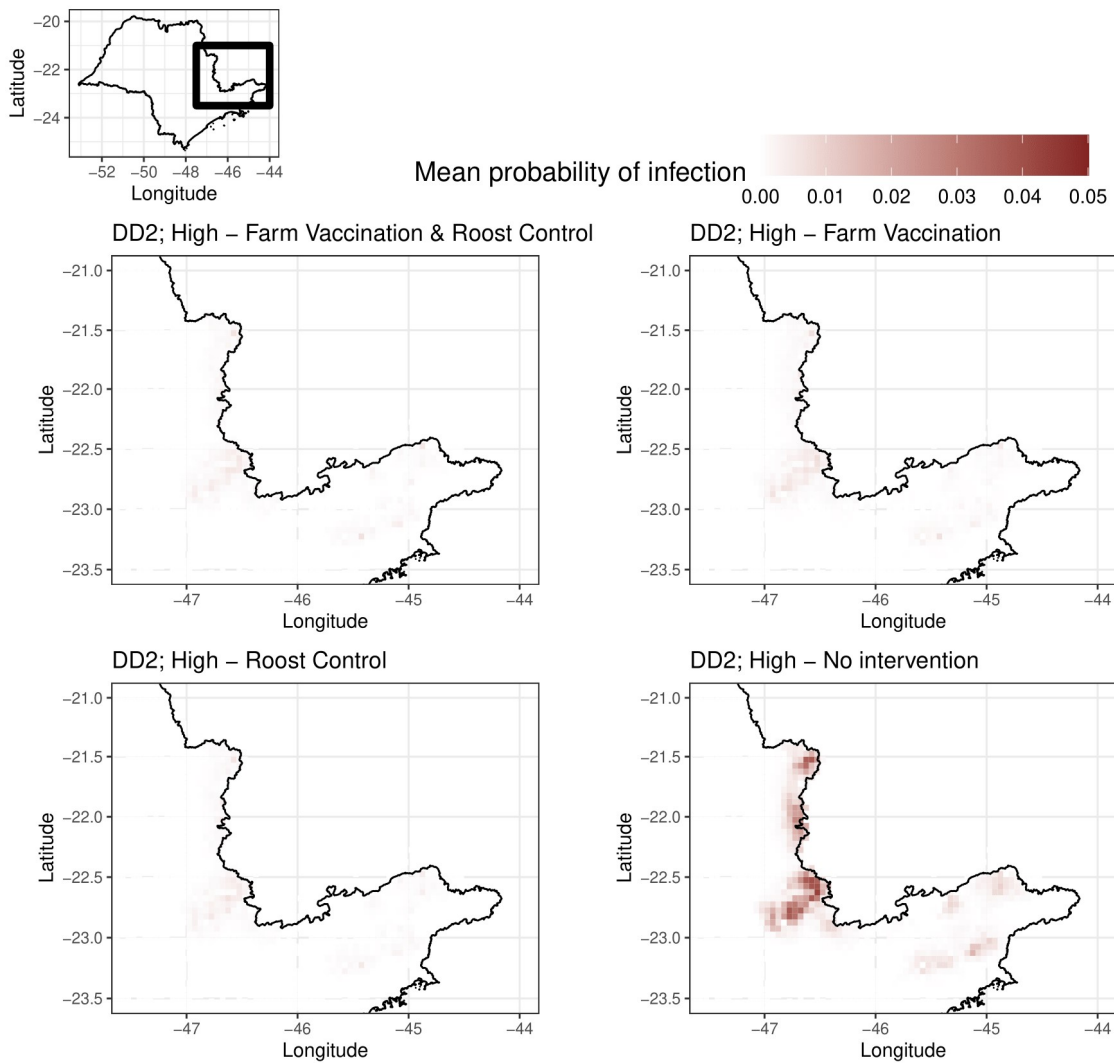 −20
−22
−24
Latitude
−52 −50 −48 −46 −44
Longitude
Mean probability of infection
0.00 0.01 0.02 0.03 0.04 0.05
DD2; High − Farm Vaccination & Roost Control
−21.0
−21.5
−22.0
−22.5
−23.0
−23.5
Latitude
−47 −46 −45 −44
Longitude
DD2; High − Farm Vaccination
−21.0
−21.5
−22.0
−22.5
−23.0
−23.5
Latitude
−47 −46 −45 −44
Longitude
DD2; High − Roost Control
−21.0
−21.5
−22.0
−22.5
−23.0
−23.5
Latitude
−47 −46 −45 −44
Longitude
DD2; High − No intervention
−21.0
−21.5
−22.0
−22.5
−23.0
−23.5
Latitude
−47 −46 −45 −44
Longitude